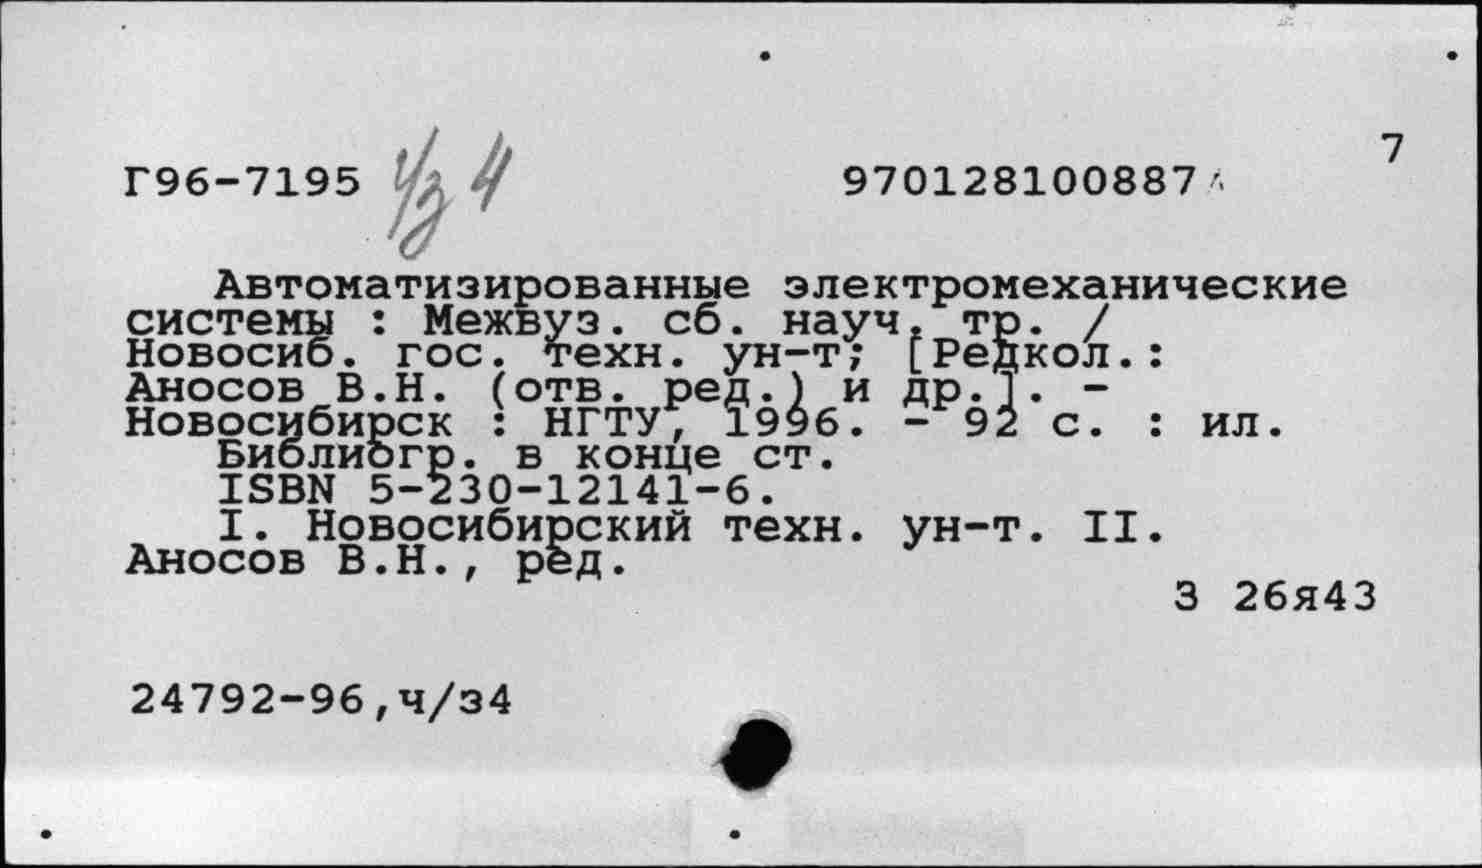 7
Г96-7195 ч/з 4 970128100887
Автоматизированные электромеханические
системы : Межвуз. сб. науч. тр. /
Новосиб. гос. техн. ун-т; [Редкол.:
Аносов В.Н. (отв. ред.) и др.]. -
Новосибирск : НГТУ, 1996. - 92 с. : ил.
Библиогр. в конце ст.
ISBN 5-230-12141-6.
I. Новосибирский техн. ун-т. II.
Аносов В.Н., ред.
З 26я43
24792-96,ч/з4